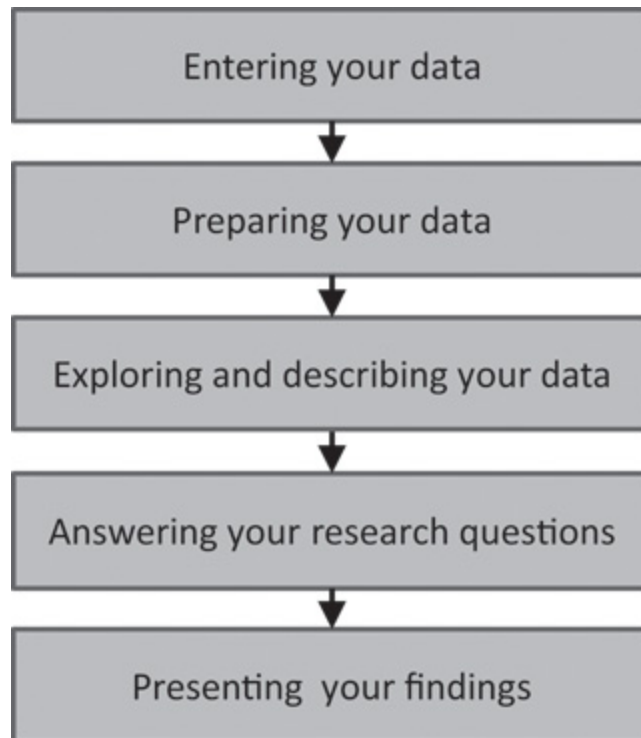 Entering your data
Preparing your data
Exploring and describing your data
Answering your research questions
Presenting your findings